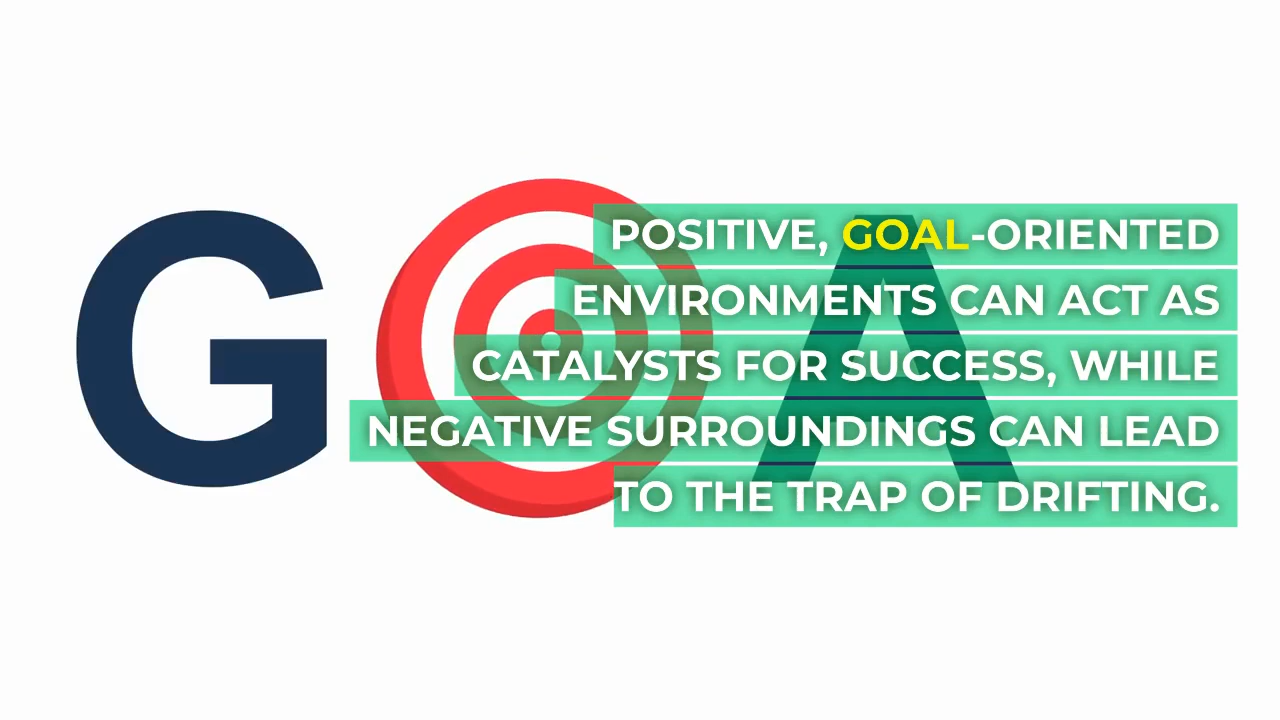 GOA
POSITIVE, GOAL-ORIENTED
ENVIRONMENTS CAN ACT AS
CATALYSTS FOR SUCCESS, WHILE
NEGATIVE SURROUNDINGS CAN LEAD
TO THE TRAP OF DRIFTING.